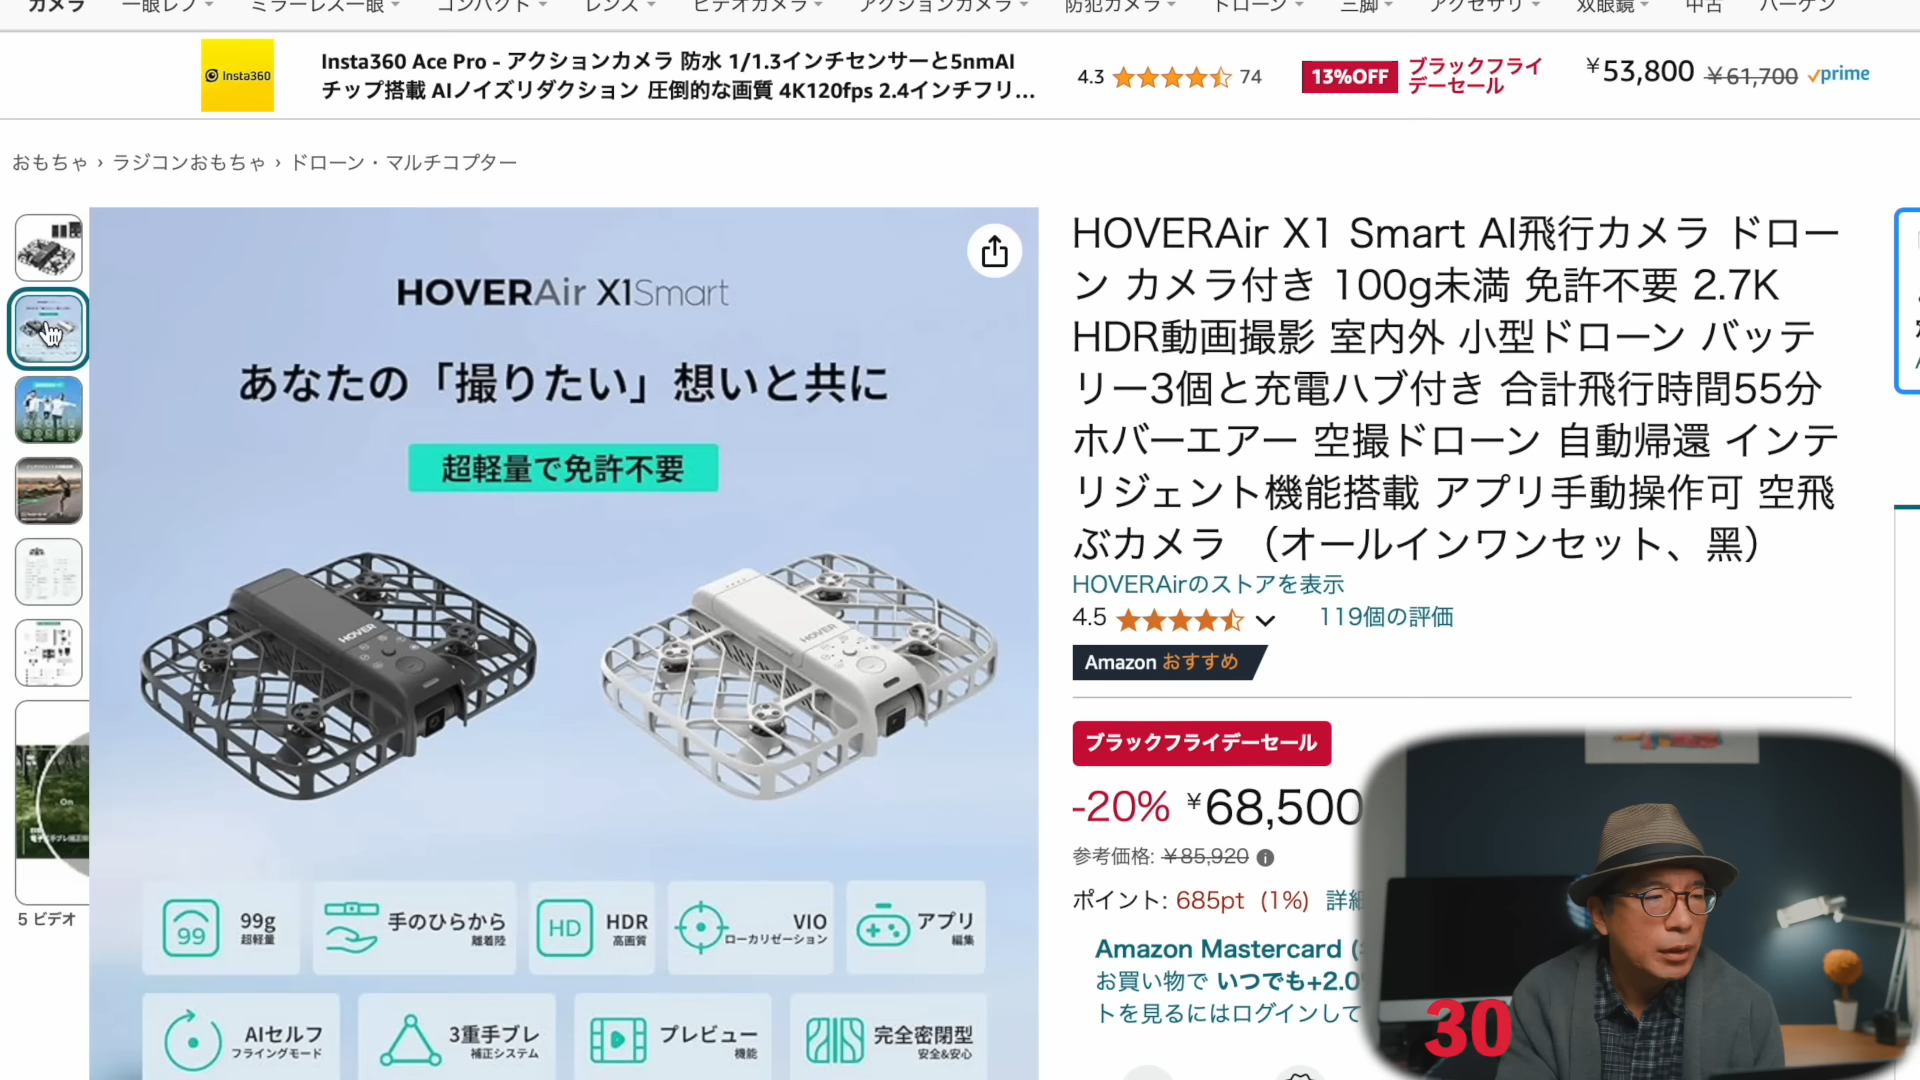 カメラ 一眼レフ ミラーレス一眼 コンパクト レンズ ビデオカメラ アクションカメラ 防犯カメラ ドローン 三脚 アクセサリ 双眼鏡 中古 バーゲン
Insta360
Insta360 Ace Pro - アクションカメラ 防水 1/1.3インチセンサーと5nmAI
チップ搭載 AIノイズリダクション 圧倒的な画質 4K120fps 2.4インチフリ...
4.3 74
13%OFF
ブラックフライ
デーセール
¥53,800 ¥61,700 prime
おもちゃ › ラジコンおもちゃ › ドローン・マルチコプター
HOVERAir X1Smart
あなたの「撮りたい」想いと共に
超軽量で免許不要
HOVER
HOVER
99
99g
超軽量
手のひらから
離着陸
HD
HDR
高画質
VIO
ローカリゼーション
アプリ
編集
AIセルフ
フライングモード
3重手ブレ
補正システム
プレビュー
機能
完全密閉型
安全&安心
On
5 ビデオ
HOVERAir X1 Smart AI飛行カメラ ドロー
ン カメラ付き 100g未満 免許不要 2.7K
HDR動画撮影 室内外 小型ドローン バッテ
リー3個と充電ハブ付き 合計飛行時間55分
ホバーエアー 空撮ドローン 自動帰還 インテ
リジェント機能搭載 アプリ手動操作可 空飛
ぶカメラ （オールインワンセット、黑）
HOVERAirのストアを表示
4.5 119個の評価
Amazon おすすめ
ブラックフライデーセール
-20% ¥68,500
参考価格: ¥85,920
ポイント: 685pt (1%) 詳細
Amazon Mastercard
お買い物で いつでも+2.0
トを見るにはログインして
30